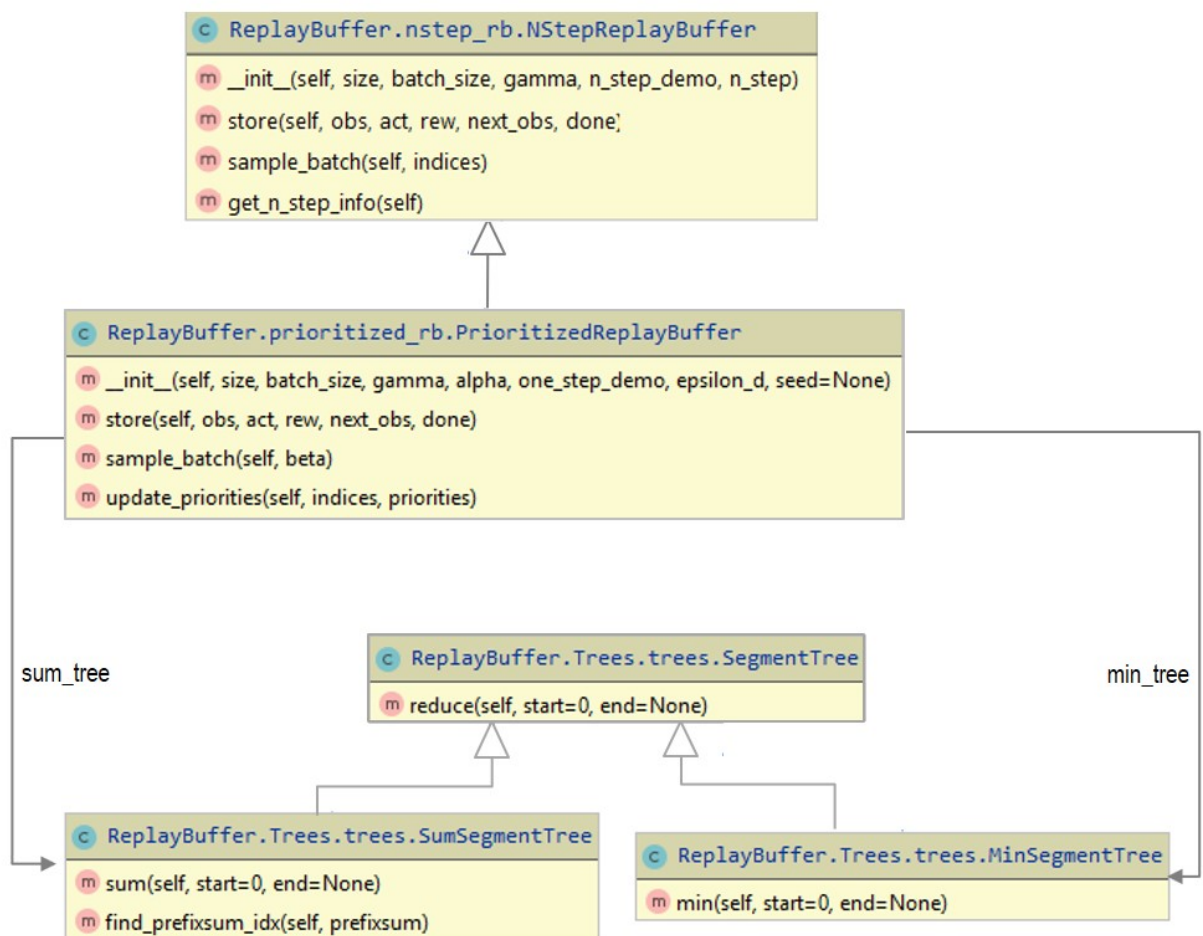 c ReplayBuffer.nstep_rb.NStepReplayBuffer
m __init__(self, size, batch_size, gamma, n_step_demo, n_step)
m store(self, obs, act, rew, next_obs, done)
m sample_batch(self, indices)
m get_n_step_info(self)
c ReplayBuffer.prioritized_rb.PrioritizedReplayBuffer
m __init__(self, size, batch_size, gamma, alpha, one_step_demo, epsilon_d, seed=None)
m store(self, obs, act, rew, next_obs, done)
m sample_batch(self, beta)
m update_priorities(self, indices, priorities)
sum_tree
min_tree
c ReplayBuffer.Trees.trees.SegmentTree
m reduce(self, start=0, end=None)
c ReplayBuffer.Trees.trees.SumSegmentTree
m sum(self, start=0, end=None)
m find_prefixsum_idx(self, prefixsum)
c ReplayBuffer.Trees.trees.MinSegmentTree
m min(self, start=0, end=None)